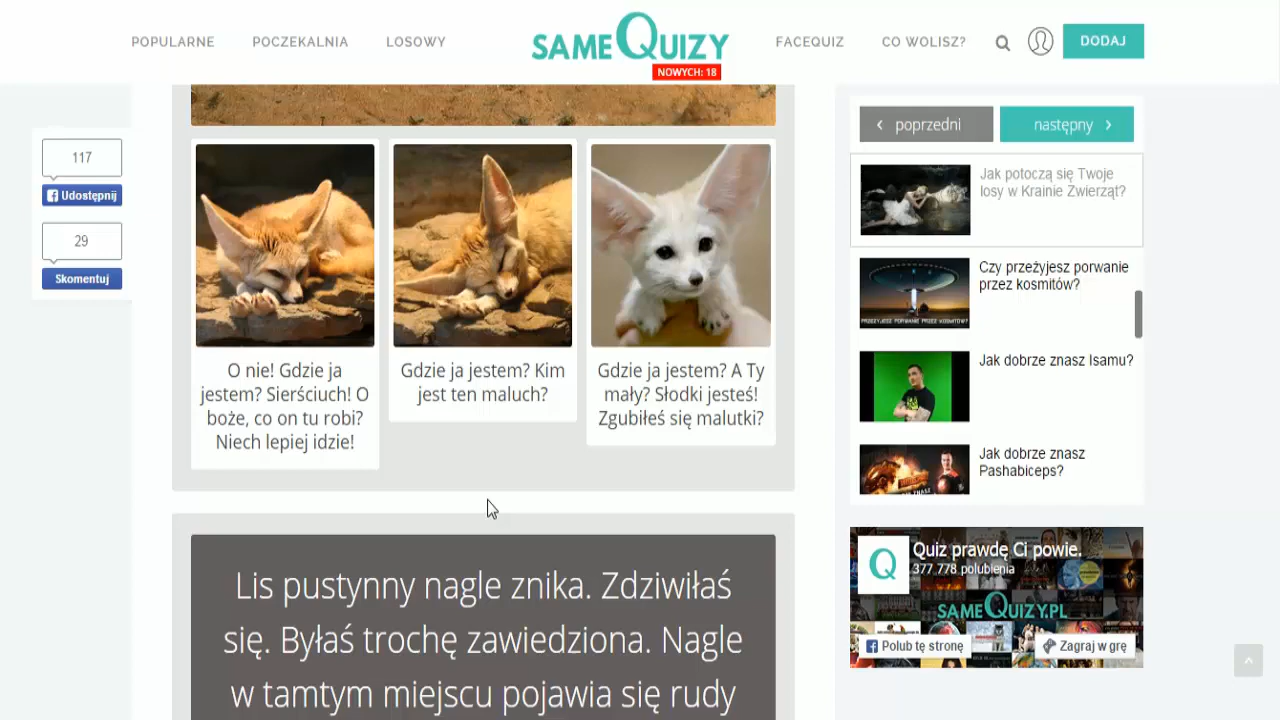 POPULARNE
POCZEKALNIA
LOSOWY
SAMEQUIZY
NOWYCH: 18
FACEQUIZ
CO WOLISZ?
DODAJ
117
Udostępnij
29
Skomentuj
O nie! Gdzie ja
jestem? Sierściuch! O
boże, co on tu robi?
Niech lepiej idzie!
Gdzie ja jestem? Kim
jest ten maluch?
Gdzie ja jestem? A Ty
mały? Słodki jesteś!
Zgubiłeś się malutki?
Lis pustynny nagle znika. Zdziwiłaś
się. Byłaś trochę zawiedziona. Nagle
w tamtym miejscu pojawia się rudy
poprzedni
następny
Jak potoczą się Twoje
losy w Krainie Zwierząt?
Czy przeżyjesz porwanie
przez kosmitów?
PRZEŻYJESZ PORWANIE PRZEZ KOSMITÓW?
Jak dobrze znasz Isamu?
Jak dobrze znasz
Pashabiceps?
Q
Quiz prawdę Ci powie.
377 778 polubienia
SAMEQUIZY.PL
Polub tę stronę
Zagraj w grę